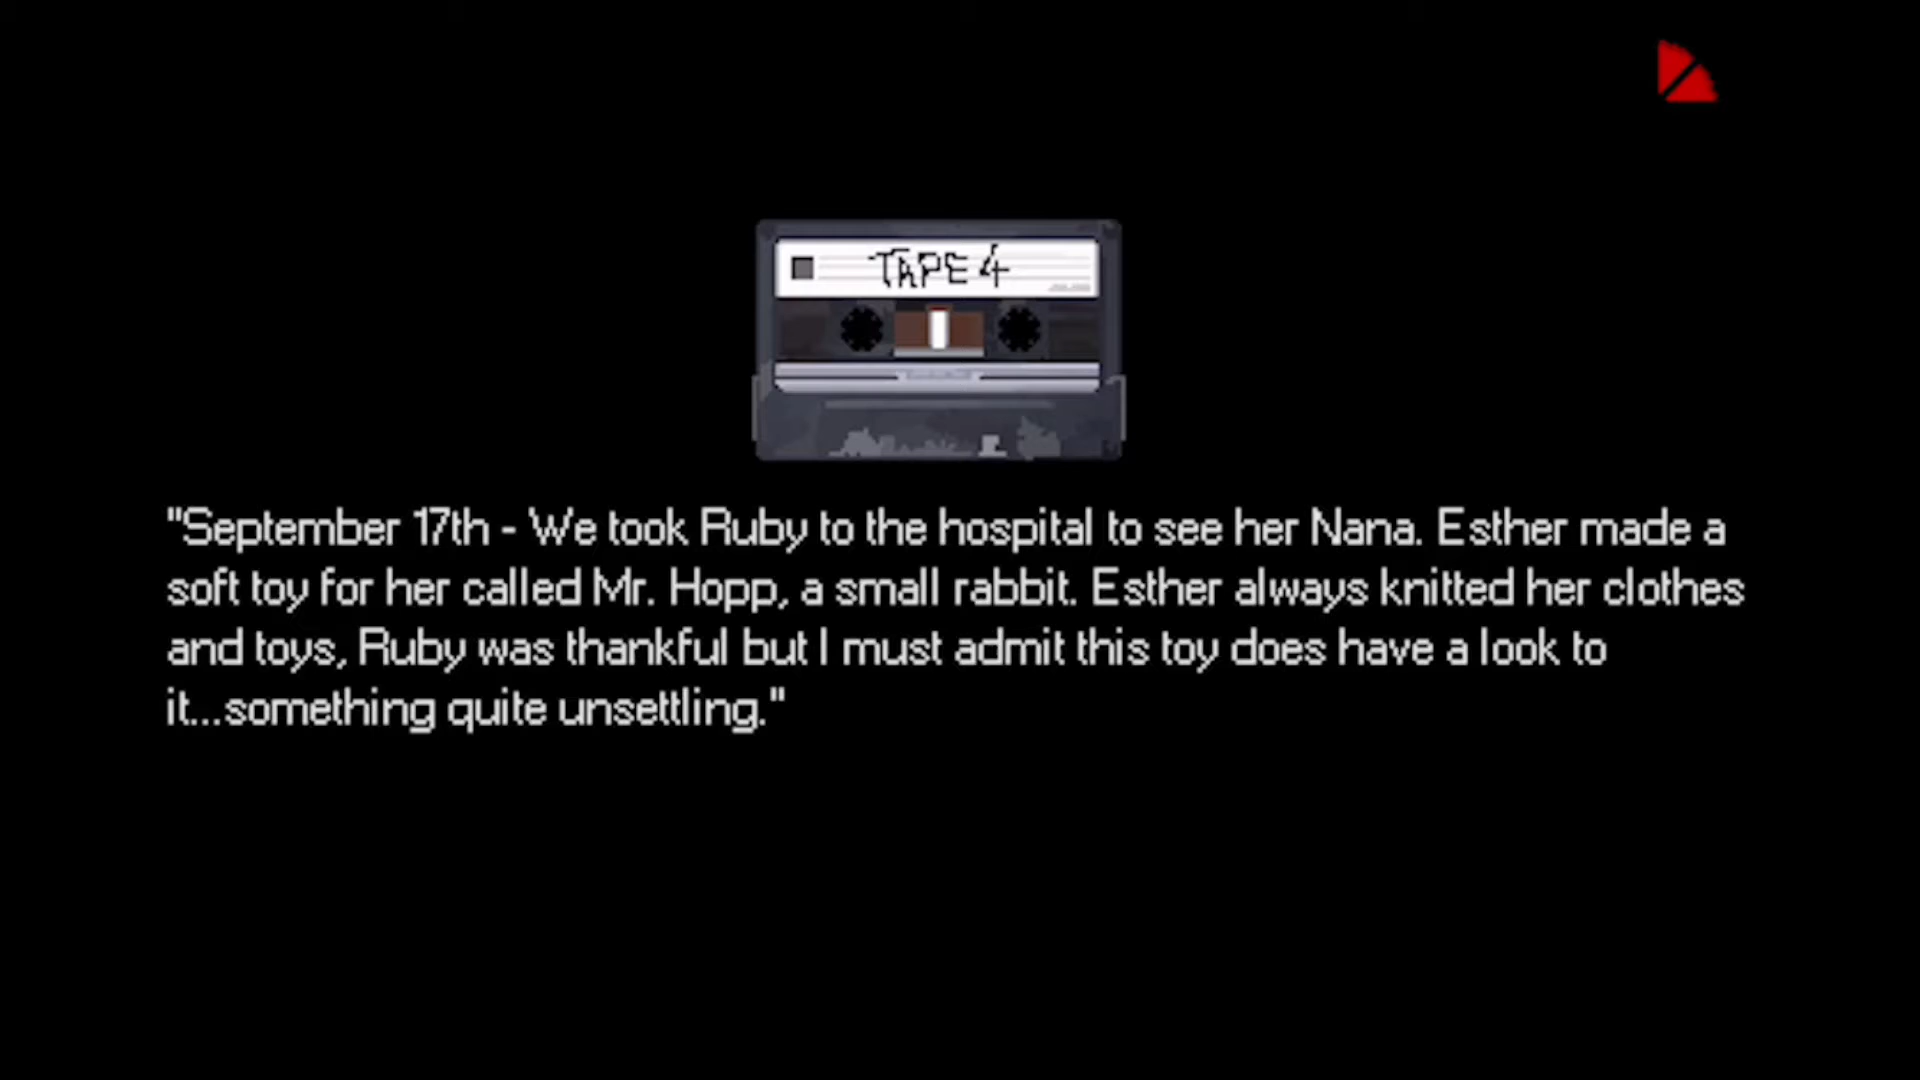 TAPE 4
"September 17th - We took Ruby to the hospital to see her Nana. Esther made a
soft toy for her called Mr. Hopp, a small rabbit. Esther always knitted her clothes
and toys, Ruby was thankful but I must admit this toy does have a look to
it...something quite unsettling."